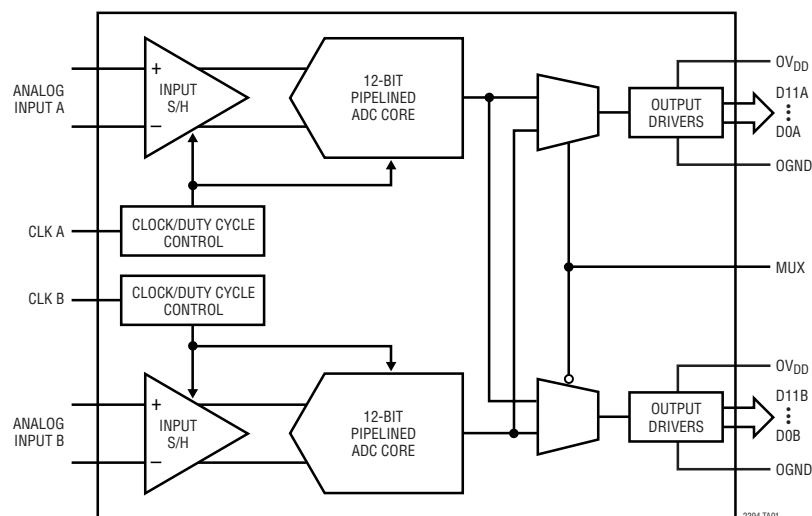 ANALOG
INPUT A
+
−
INPUT
S/H
12-BIT
PIPELINED
ADC CORE
OUTPUT
DRIVERS
OVDD
D11A
D0A
OGND
CLK A
CLOCK/DUTY CYCLE
CONTROL
MUX
CLK B
CLOCK/DUTY CYCLE
CONTROL
ANALOG
INPUT B
+
−
INPUT
S/H
12-BIT
PIPELINED
ADC CORE
OUTPUT
DRIVERS
OVDD
D11B
D0B
OGND